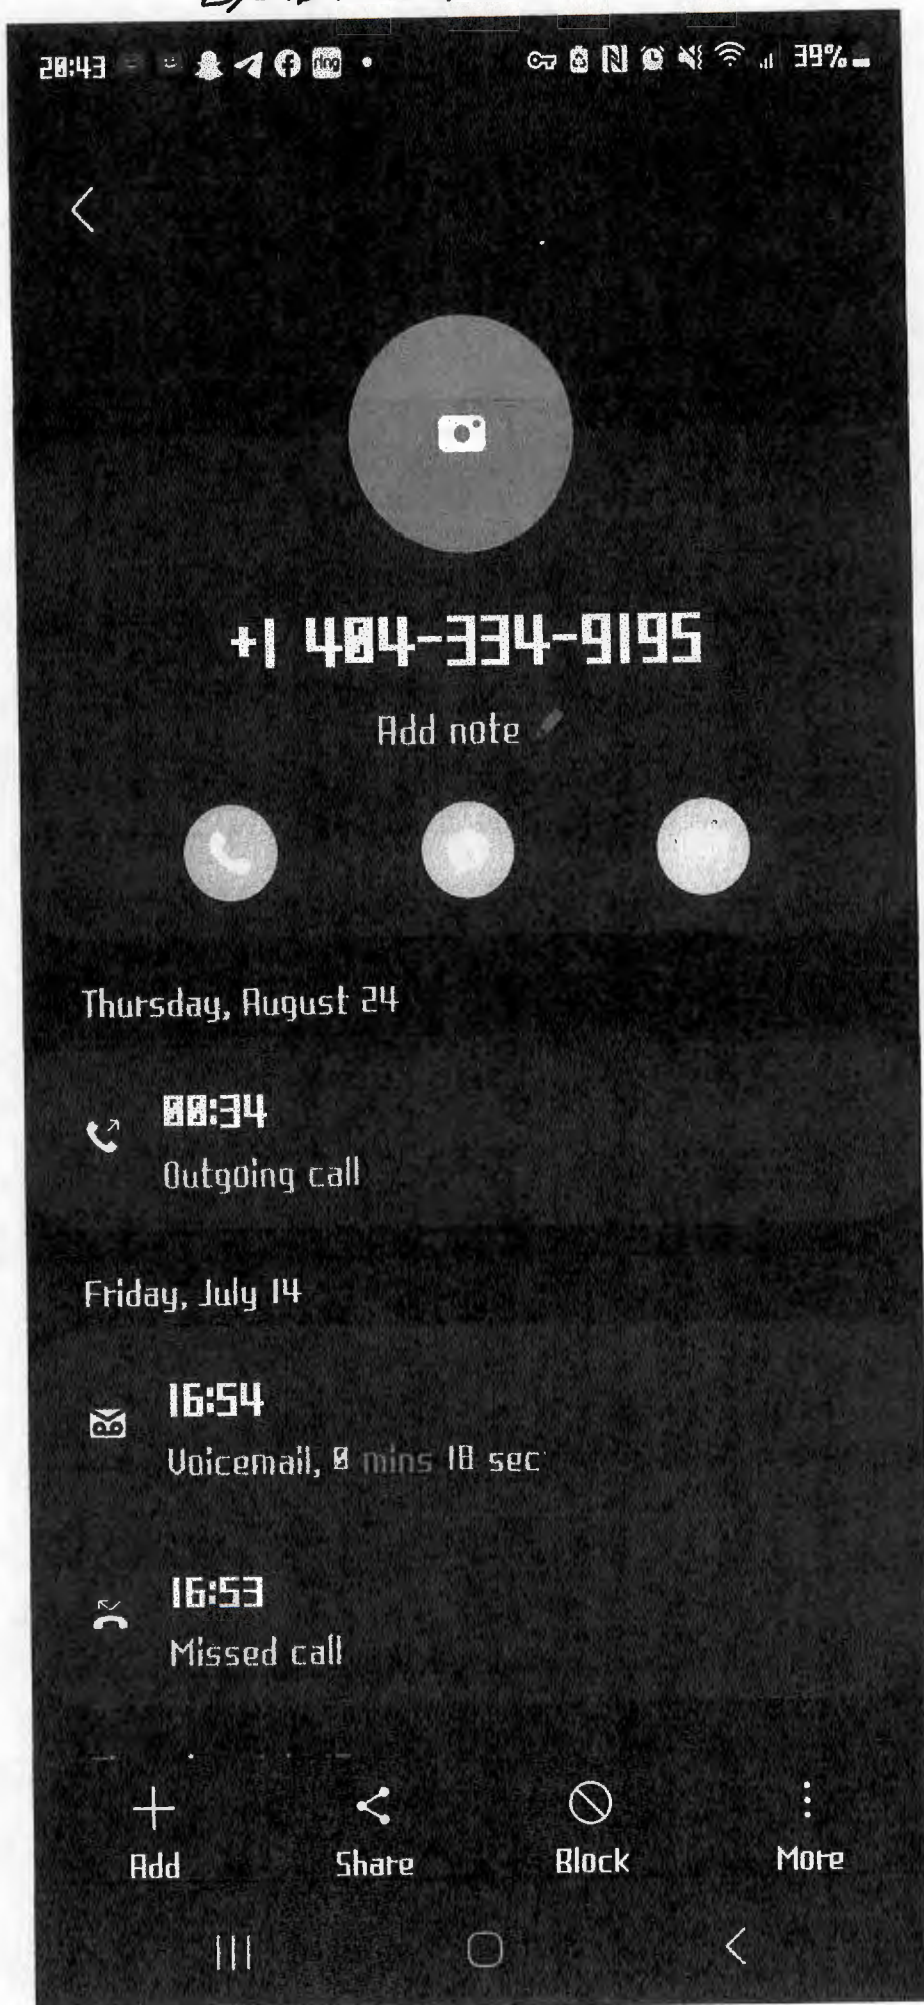 20:43 ring 39%
+1 404-334-9195
Add note
Thursday, August 24
00:34
Outgoing call
Friday, July 14
16:54
Voicemail, 0 mins 18 sec
16:53
Missed call
Add Share Block More